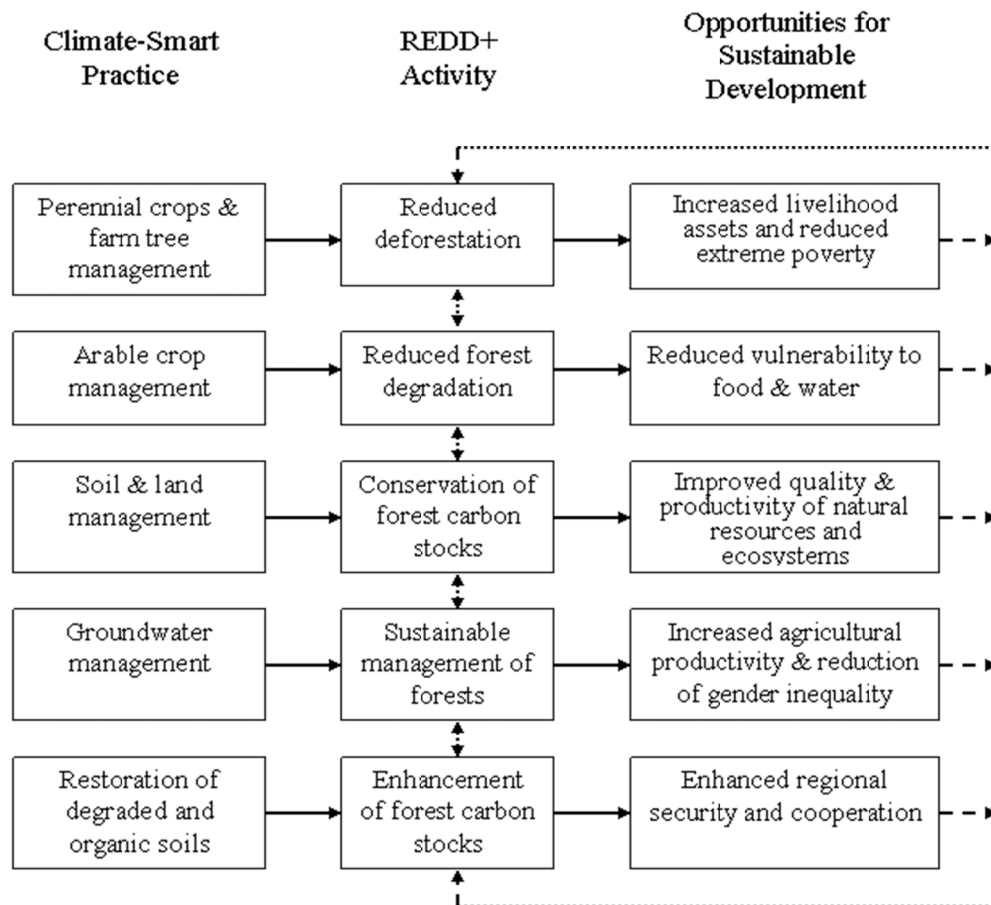 Climate-Smart
Practice
REDD+
Activity
Opportunities for
Sustainable
Development
Perennial crops &
farm tree
management
Reduced
deforestation
Increased livelihood
assets and reduced
extreme poverty
Arable crop
management
Reduced forest
degradation
Reduced vulnerability to
food & water
Soil & land
management
Conservation of
forest carbon
stocks
Improved quality &
productivity of natural
resources and
ecosystems
Groundwater
management
Sustainable
management of
forests
Increased agricultural
productivity & reduction
of gender inequality
Restoration of
degraded and
organic soils
Enhancement
of forest carbon
stocks
Enhanced regional
security and cooperation